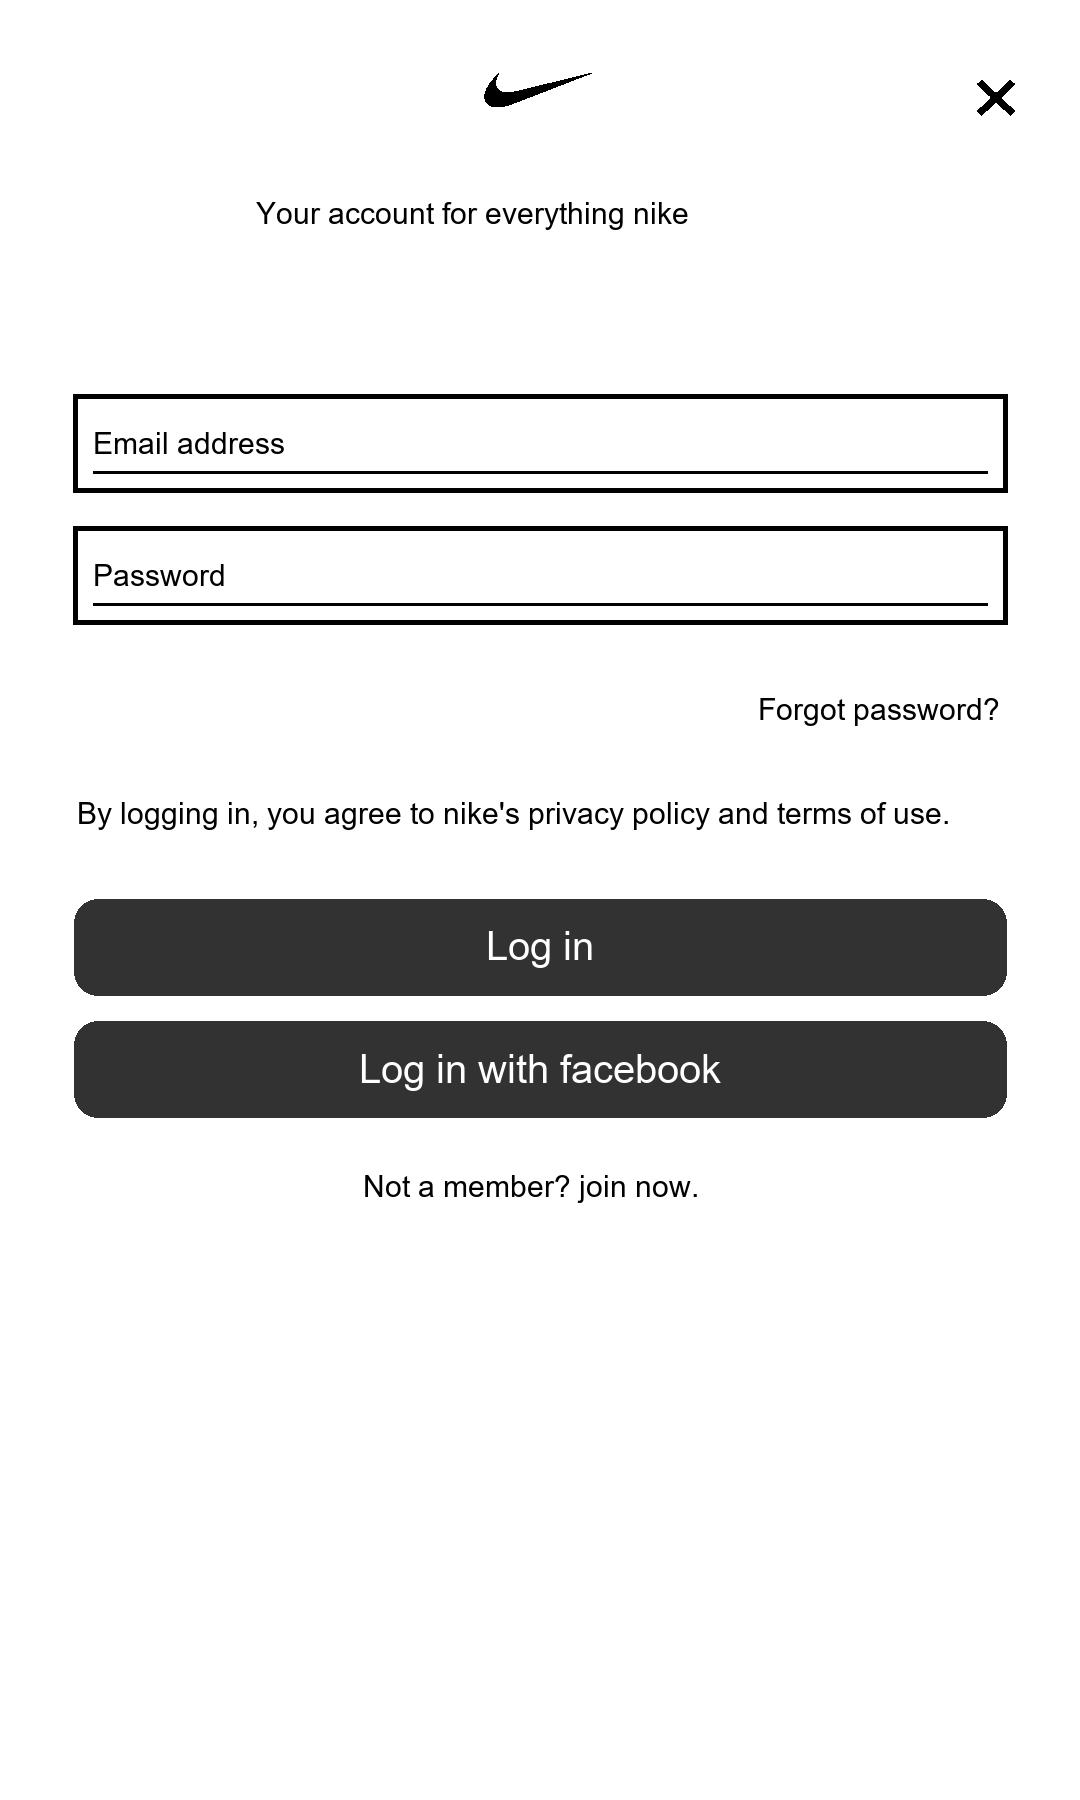 Your account for everything nike
Email address
Password
Forgot password?
By logging in, you agree to nike's privacy policy and terms of use.
Log in
Log in with facebook
Not a member? join now.